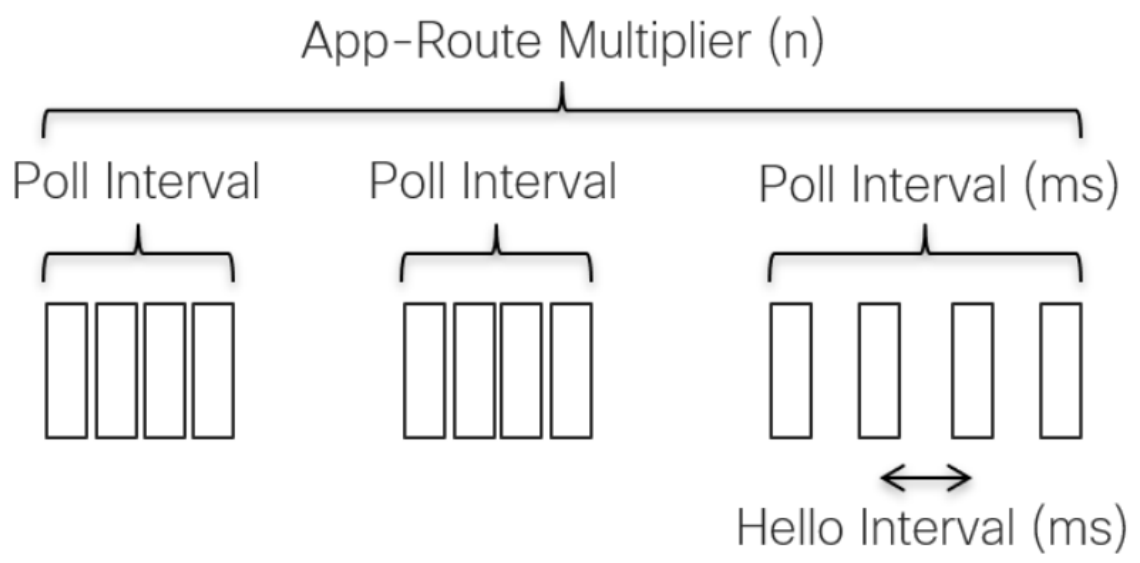 App-Route Multiplier (n)
Poll Interval
Poll Interval
Poll Interval (ms)
Hello Interval (ms)